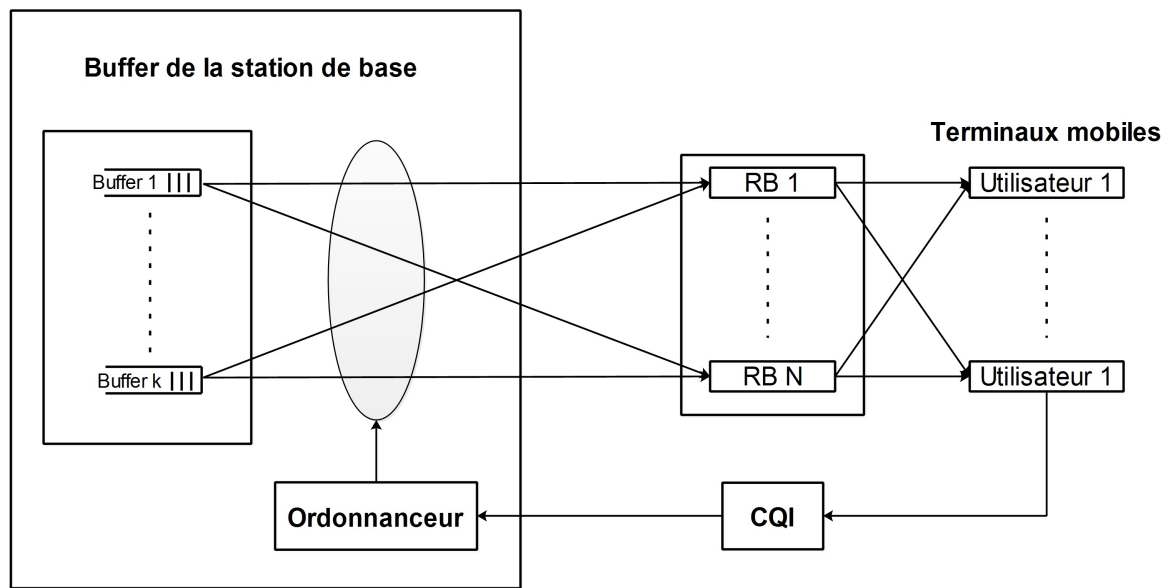 Buffer de la station de base
Terminaux mobiles
Buffer 1
RB 1
Utilisateur 1
Buffer k
RB N
Utilisateur 1
Ordonnanceur
CQI